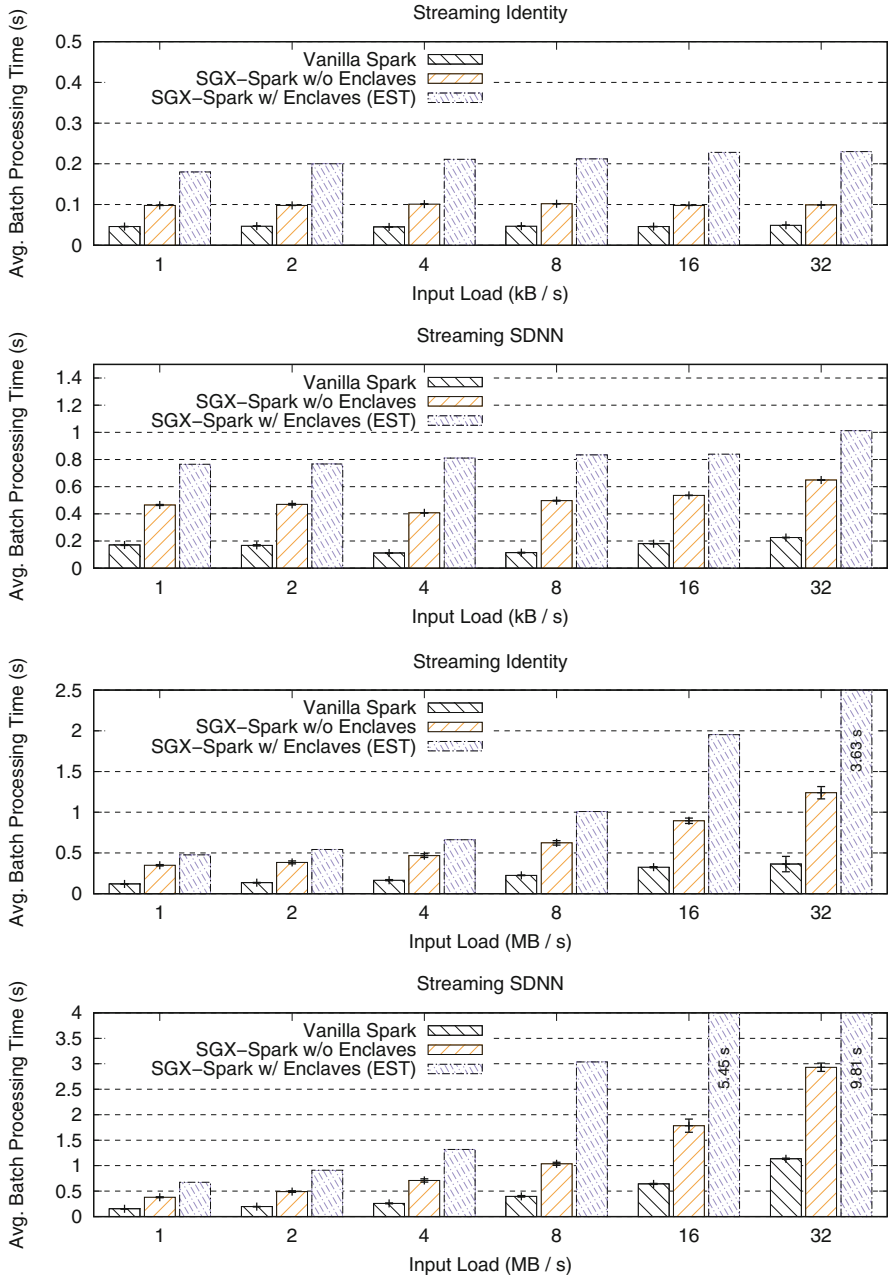 Streaming Identity
Avg. Batch Processing Time (s)
0.5
0.4
0.3
0.2
0.1
0
Vanilla Spark
SGX−Spark w/o Enclaves
SGX−Spark w/ Enclaves (EST)
1 2 4 8 16 32
Input Load (kB / s)
Streaming SDNN
Avg. Batch Processing Time (s)
1.4
1.2
1
0.8
0.6
0.4
0.2
0
Vanilla Spark
SGX−Spark w/o Enclaves
SGX−Spark w/ Enclaves (EST)
1 2 4 8 16 32
Input Load (kB / s)
Streaming Identity
Avg. Batch Processing Time (s)
2.5
2
1.5
1
0.5
0
Vanilla Spark
SGX−Spark w/o Enclaves
SGX−Spark w/ Enclaves (EST)
3.63 s
1 2 4 8 16 32
Input Load (MB / s)
Streaming SDNN
Avg. Batch Processing Time (s)
4
3.5
3
2.5
2
1.5
1
0.5
0
Vanilla Spark
SGX−Spark w/o Enclaves
SGX−Spark w/ Enclaves (EST)
5.45 s
9.81 s
1 2 4 8 16 32
Input Load (MB / s)